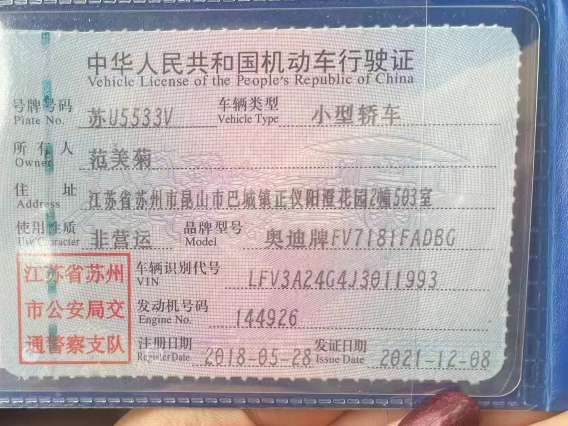 中华人民共和国机动车行驶证
Vehicle License of the People's Republic of China
号牌号码 苏U5533V 车辆类型 小型轿车
Plate No. Vehicle Type
所有人 范美菊
Owner
住址 江苏省苏州市昆山市巴城镇正仪阳澄花园2幢503室
Address
使用性质 非营运 品牌型号 奥迪牌FV7181FADBG
Use Character Model
江苏省苏州
市公安局交
通警察支队
车辆识别代号 LFV3A24G4J3011993
VIN
发动机号码 144926
Engine No.
注册日期 2018-05-28 发证日期 2021-12-08
Register Date Issue Date